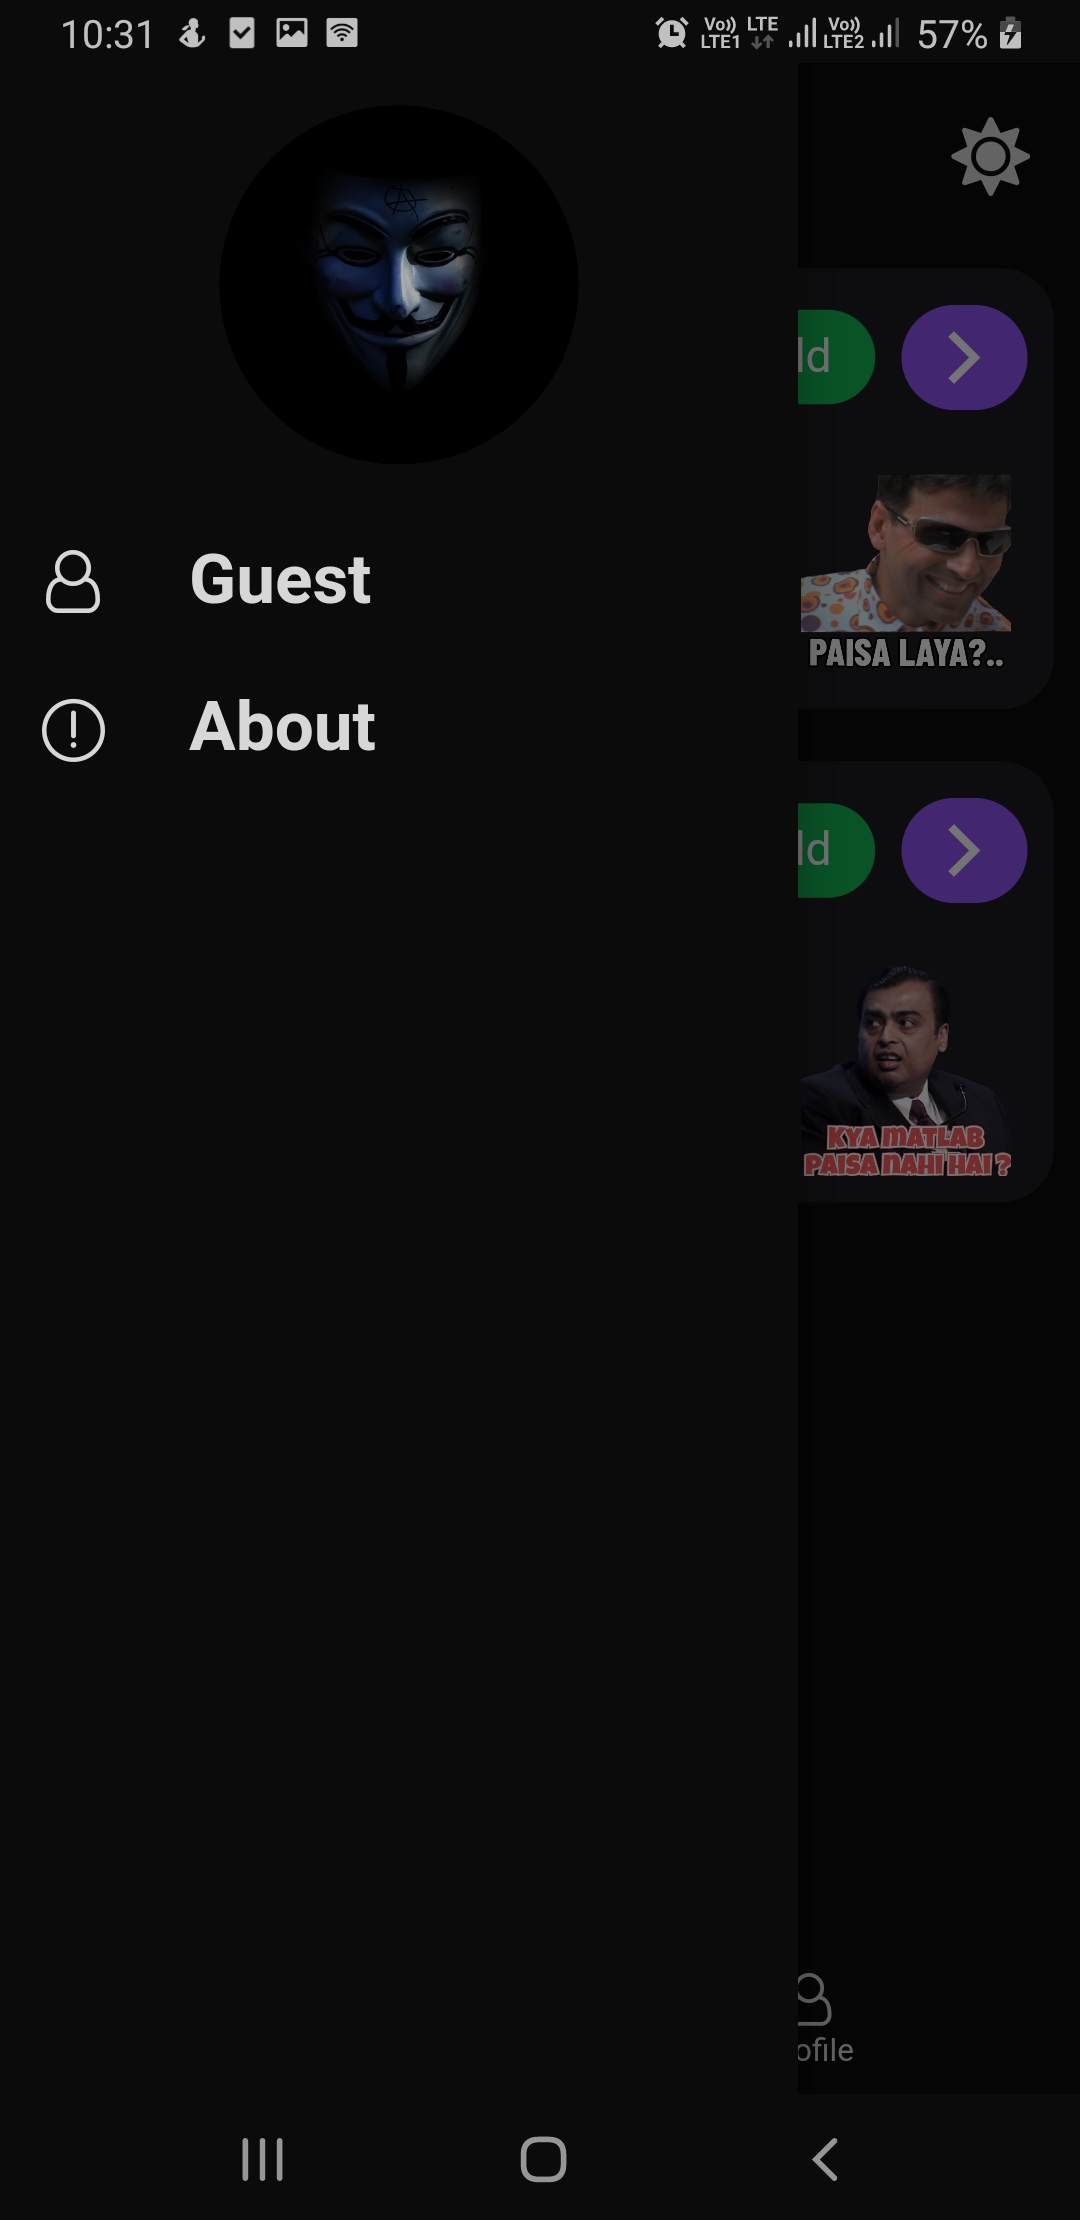 10:31
Vo)) LTE1 LTE Vo)) LTE2 57%
ld
PAISA LAYA?..
Guest
About
ld
KYA MATLAB
PAISA NAHI HAI ?
ofile